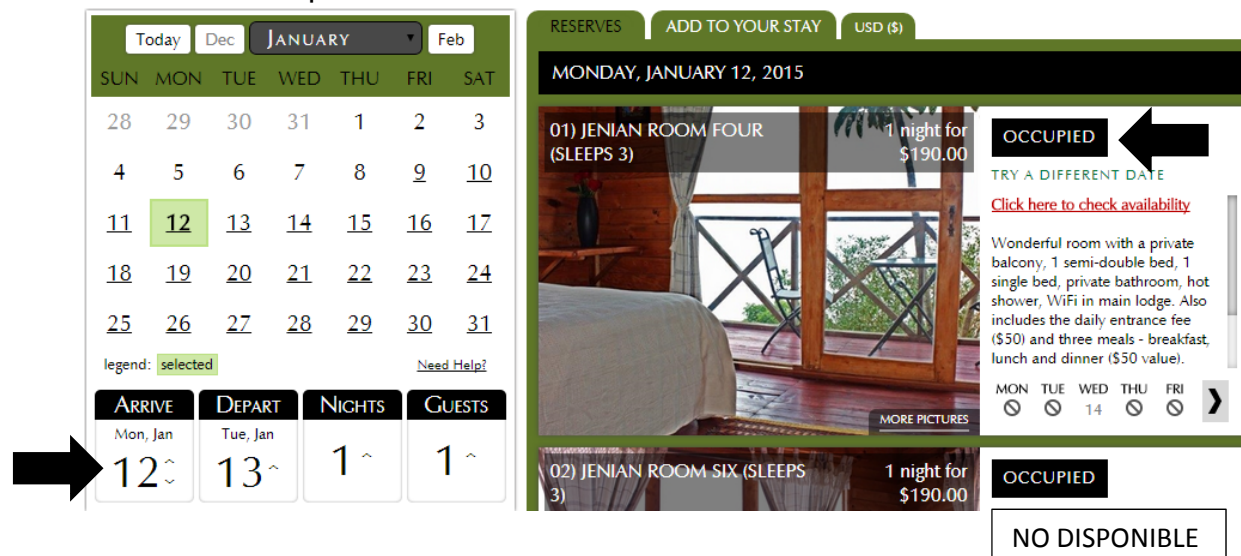 Today Dec JANUARY Feb
SUN MON TUE WED THU FRI SAT
28 29 30 31 1 2 3
4 5 6 7 8 9 10
11 12 13 14 15 16 17
18 19 20 21 22 23 24
25 26 27 28 29 30 31
legend: selected Need Help?
ARRIVE DEPART NIGHTS GUESTS
Mon, Jan Tue, Jan
12 13 1 1
RESERVES ADD TO YOUR STAY USD ($)
MONDAY, JANUARY 12, 2015
01) JENIAN ROOM FOUR 1 night for
(SLEEPS 3) $190.00
MORE PICTURES
OCCUPIED
TRY A DIFFERENT DATE
Click here to check availability
Wonderful room with a private
balcony, 1 semi-double bed, 1
single bed, private bathroom, hot
shower, WiFi in main lodge. Also
includes the daily entrance fee
($50) and three meals - breakfast,
lunch and dinner ($50 value).
MON TUE WED THU FRI
14
02) JENIAN ROOM SIX (SLEEPS 1 night for
3) $190.00
OCCUPIED
NO DISPONIBLE